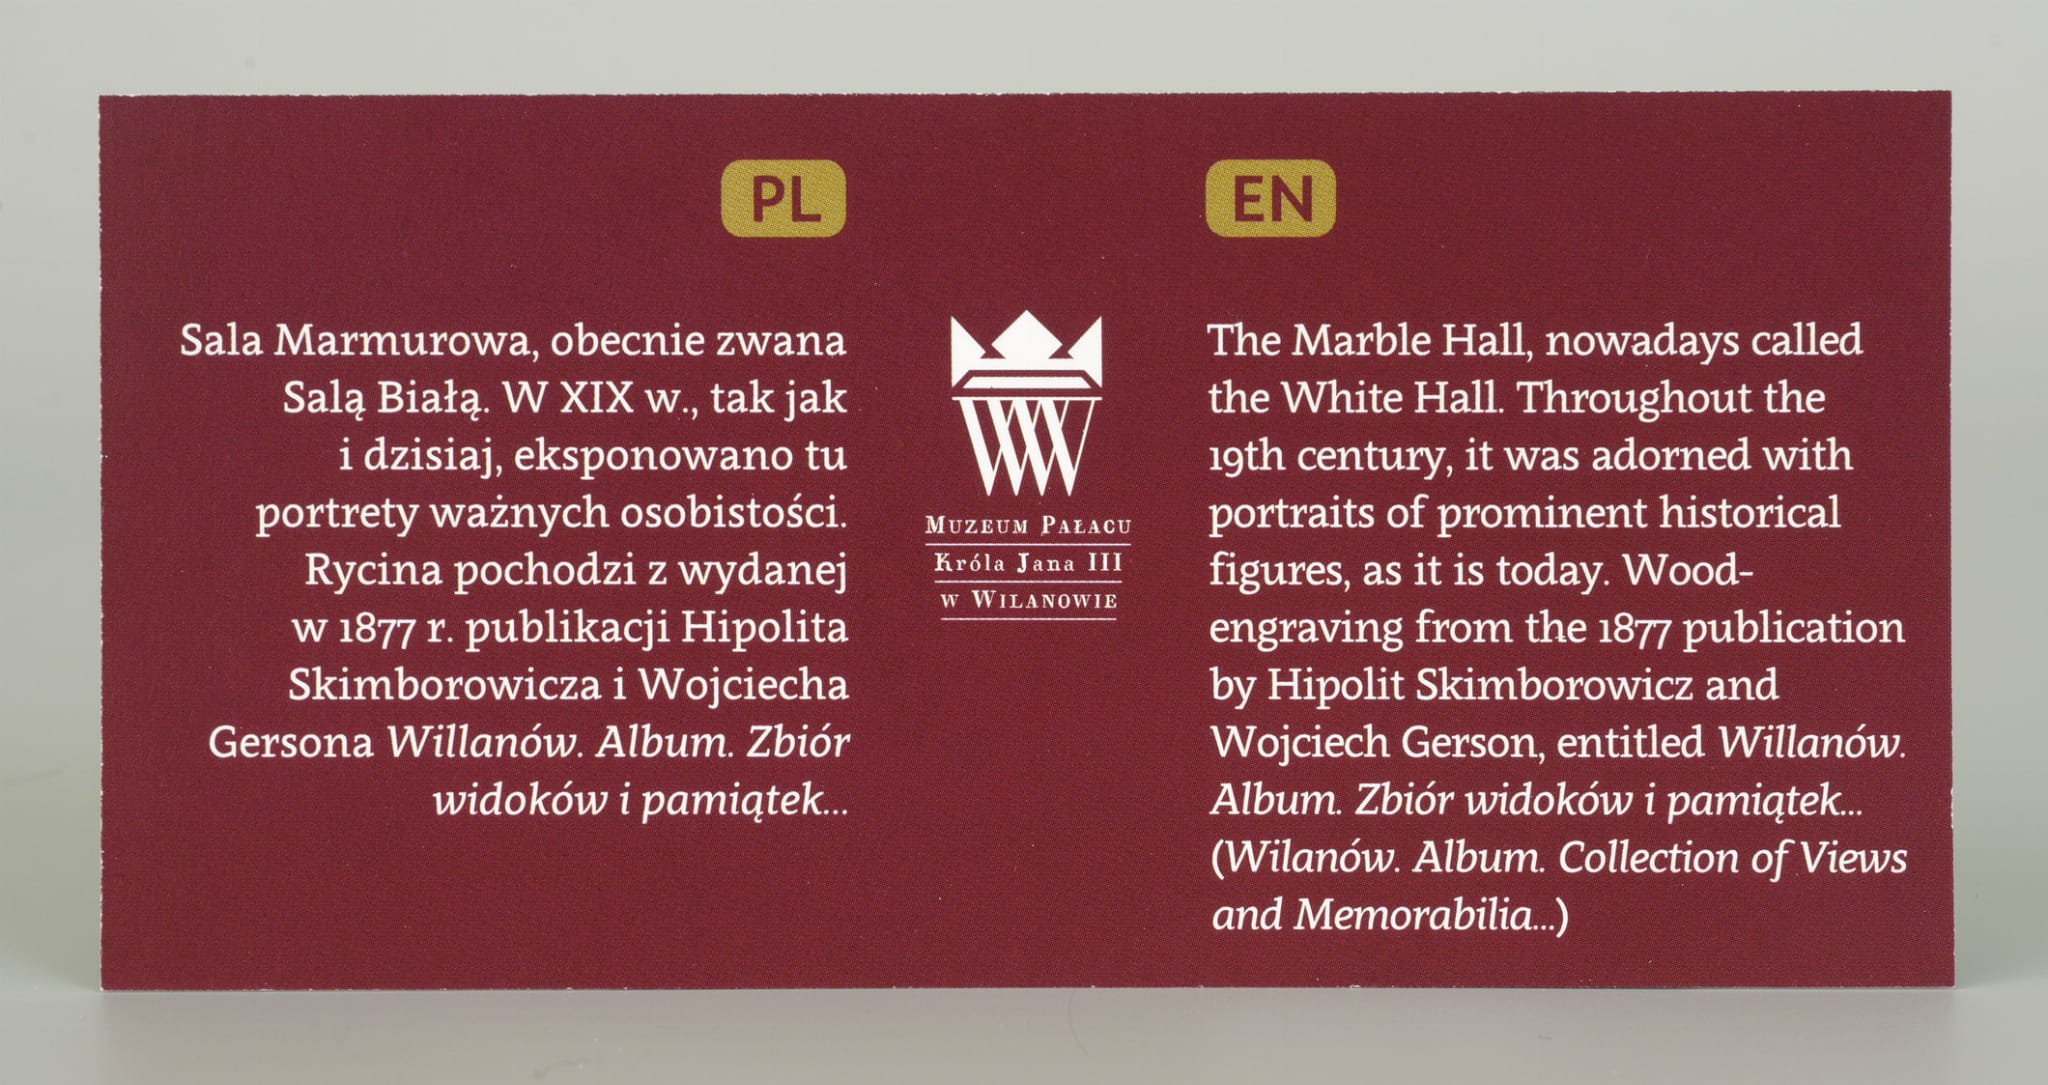 PL
Sala Marmurowa, obecnie zwana
Salą Białą. W XIX w., tak jak
i dzisiaj, eksponowano tu
portrety ważnych osobistości.
Rycina pochodzi z wydanej
w 1877 r. publikacji Hipolita
Skimborowicza i Wojciecha
Gersona Willanów. Album. Zbiór
widoków i pamiątek...
MUZEUM PAŁACU
Króla Jana III
W WILANOWIE
EN
The Marble Hall, nowadays called
the White Hall. Throughout the
19th century, it was adorned with
portraits of prominent historical
figures, as it is today. Wood-
engraving from the 1877 publication
by Hipolit Skimborowicz and
Wojciech Gerson, entitled Willanów.
Album. Zbiór widoków i pamiątek...
(Wilanów. Album. Collection of Views
and Memorabilia...)